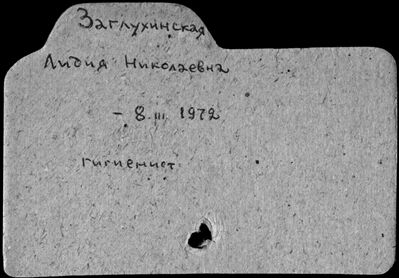 Заглухинская
Лидия Николаевна
- 8. III. 1972
гигиенист